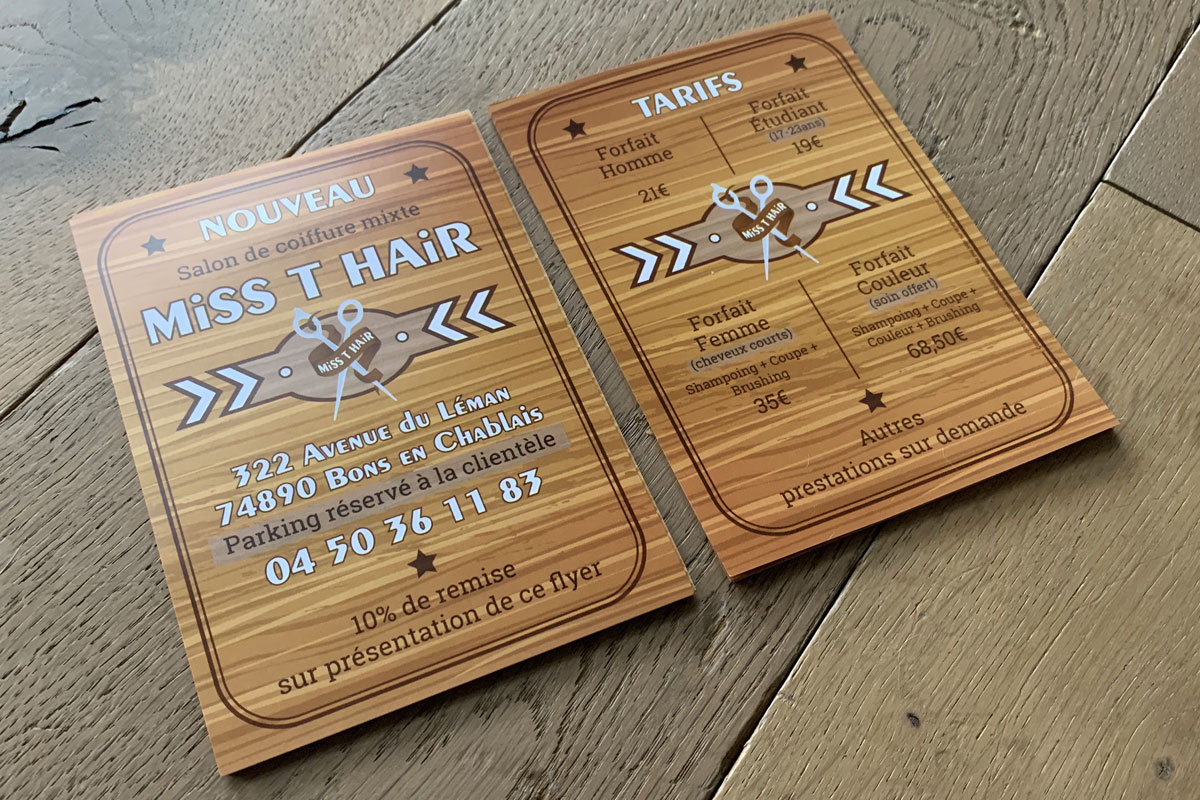 NOUVEAU
Salon de coiffure mixte
MiSS T HAiR
MiSS T HAiR
322 Avenue du Léman
74890 Bons en Chablais
Parking réservé à la clientèle
04 50 36 11 83
10% de remise
sur présentation de ce flyer
TARIFS
Forfait
Homme
21€
Forfait
Étudiant
(17-23ans)
19€
MiSS T HAiR
Forfait
Femme
(cheveux courts)
Shampoing + Coupe +
Brushing
35€
Forfait
Couleur
(soin offert)
Shampoing + Coupe +
Couleur + Brushing
68,50€
Autres
prestations sur demande